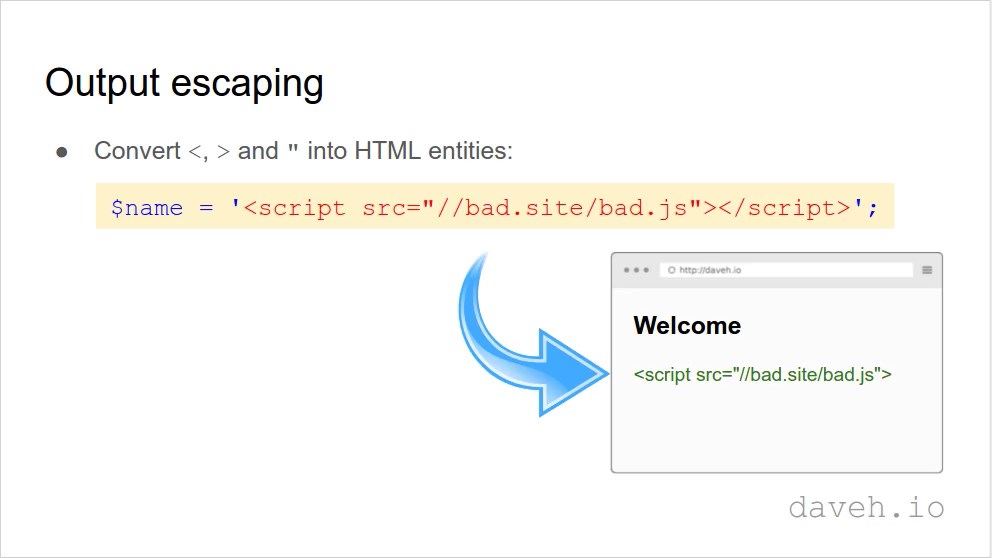 Output escaping
● Convert <, > and " into HTML entities:
$name = '<script src="//bad.site/bad.js"></script>';
http://daveh.io
Welcome
<script src="//bad.site/bad.js">
daveh.io